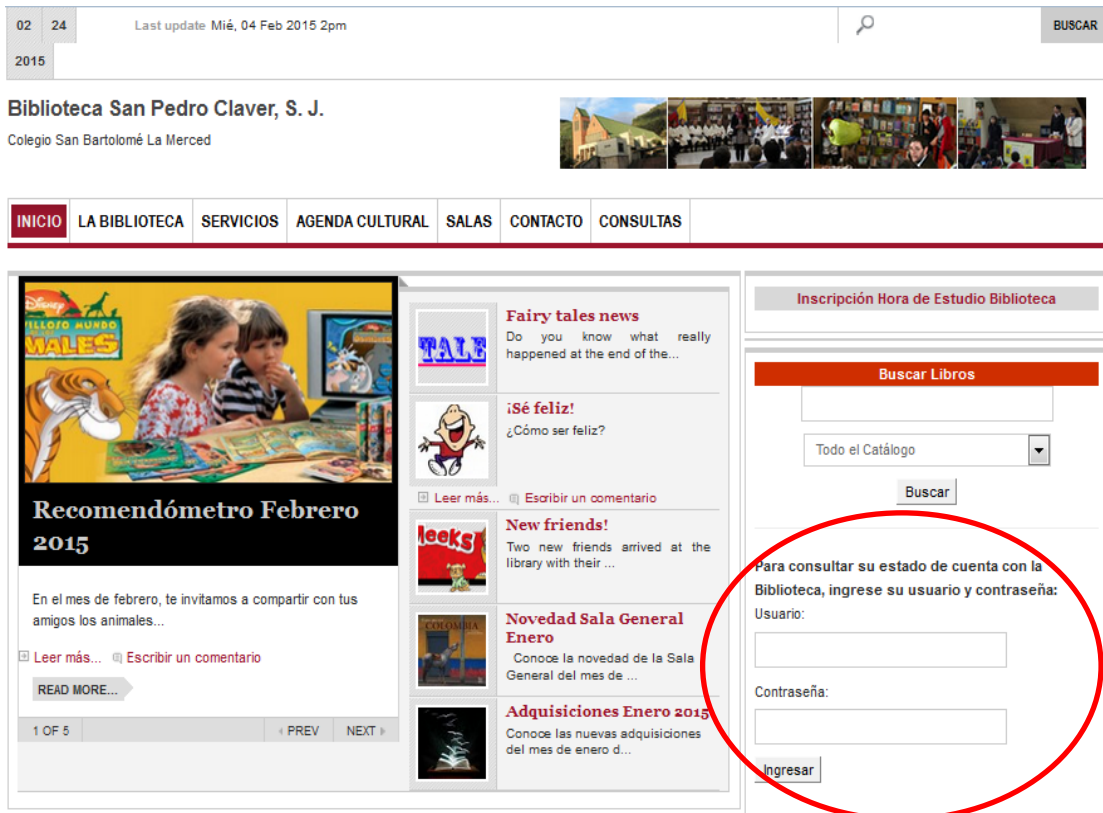 02 24 Last update Mié, 04 Feb 2015 2pm BUSCAR
2015
Biblioteca San Pedro Claver, S. J.
Colegio San Bartolomé La Merced
INICIO LA BIBLIOTECA SERVICIOS AGENDA CULTURAL SALAS CONTACTO CONSULTAS
Disney
VILLOSO MUNDO
MALES
Recomendómetro Febrero
2015
En el mes de febrero, te invitamos a compartir con tus
amigos los animales...
Leer más... Escribir un comentario
READ MORE...
1 OF 5 PREV NEXT
TALE
Fairy tales news
Do you know what really
happened at the end of the...
¡Sé feliz!
¿Cómo ser feliz?
Leer más... Escribir un comentario
Meeks
New friends!
Two new friends arrived at the
library with their ...
COLOMBIA
Novedad Sala General
Enero
Conoce la novedad de la Sala
General del mes de ...
Adquisiciones Enero 2015
Conoce las nuevas adquisiciones
del mes de enero d...
Inscripción Hora de Estudio Biblioteca
Buscar Libros
Todo el Catálogo
Buscar
Para consultar su estado de cuenta con la
Biblioteca, ingrese su usuario y contraseña:
Usuario:
Contraseña:
Ingresar